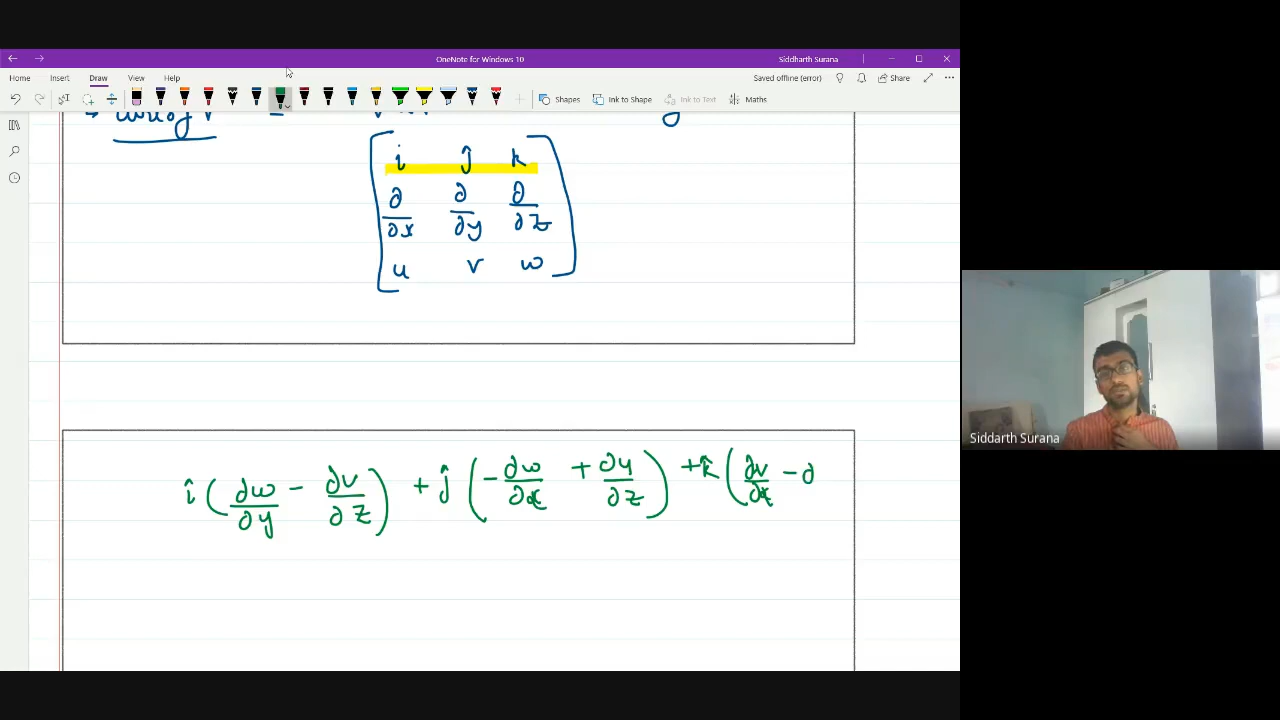 OneNote for Windows 10
Siddharth Surana
Home Insert Draw View Help
Saved offline (error)
Share
Shapes
Ink to Shape
Ink to Text
Maths
î ĵ k
∂/∂x ∂/∂y ∂/∂z
u v w
î (∂w/∂y − ∂v/∂z) + ĵ (−∂w/∂x + ∂u/∂z) + k̂ (∂v/∂x − ∂
Siddarth Surana